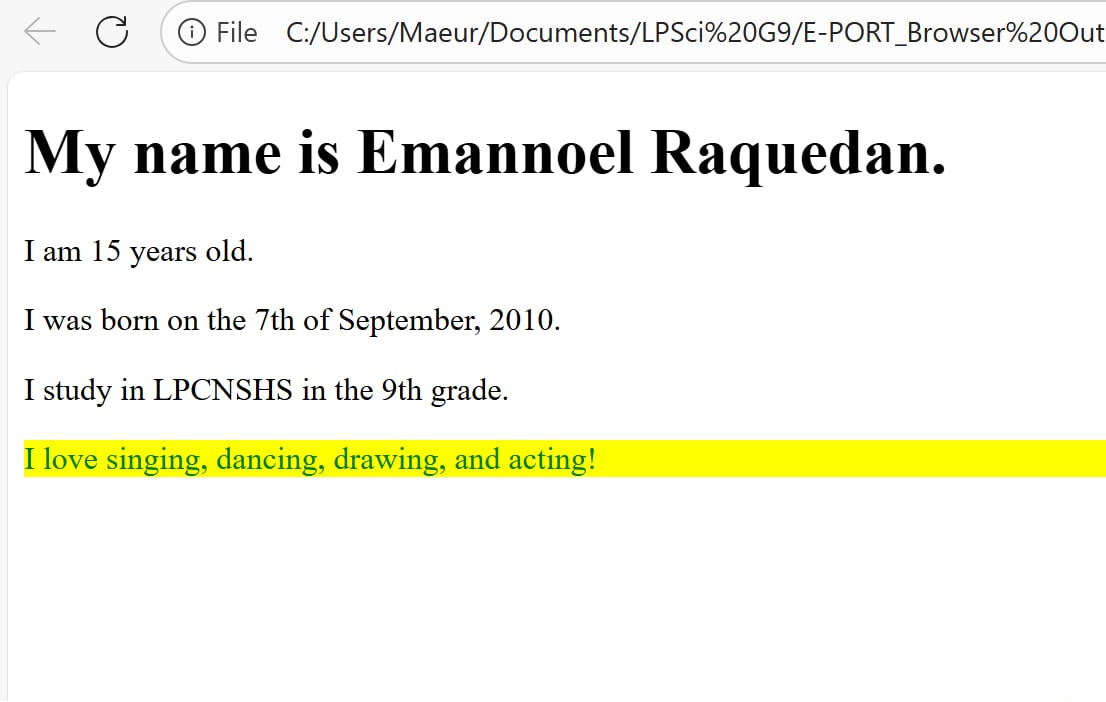 File C:/Users/Maeur/Documents/LPSci%20G9/E-PORT_Browser%20Out
My name is Emannoel Raquedan.
I am 15 years old.
I was born on the 7th of September, 2010.
I study in LPCNSHS in the 9th grade.
I love singing, dancing, drawing, and acting!